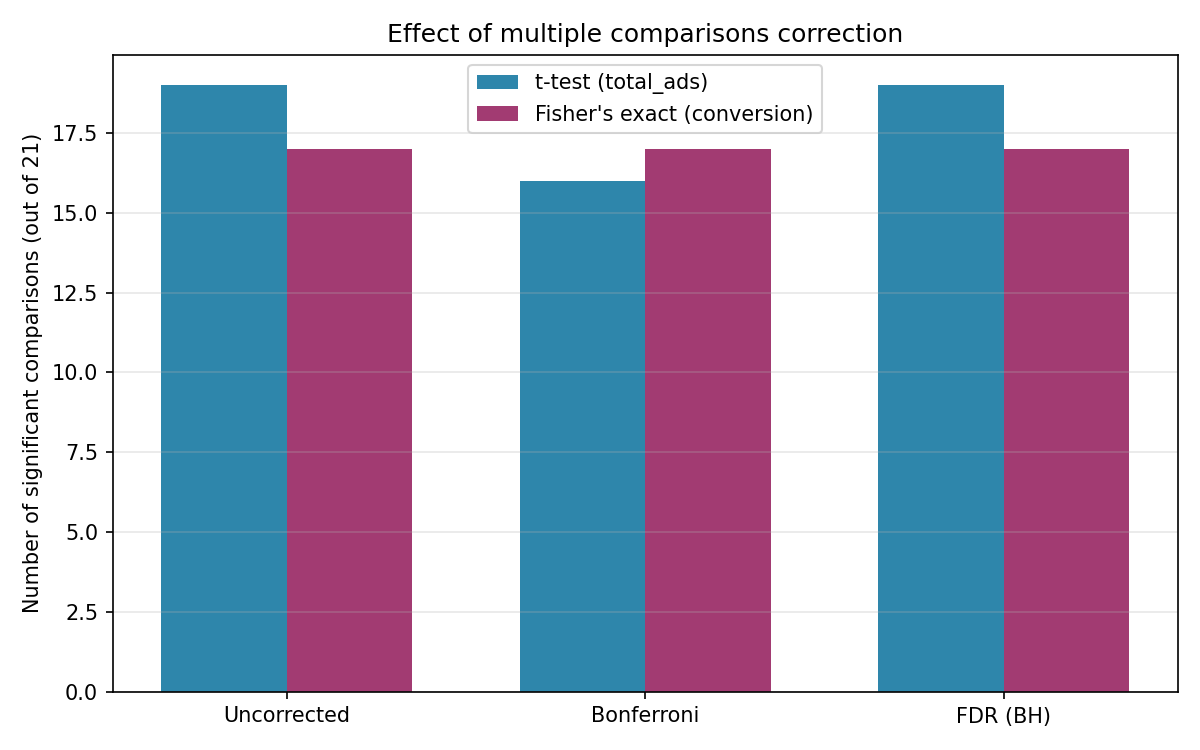 Effect of multiple comparisons correction
t-test (total_ads)
Fisher's exact (conversion)
Number of significant comparisons (out of 21)
17.5
15.0
12.5
10.0
7.5
5.0
2.5
0.0
Uncorrected
Bonferroni
FDR (BH)